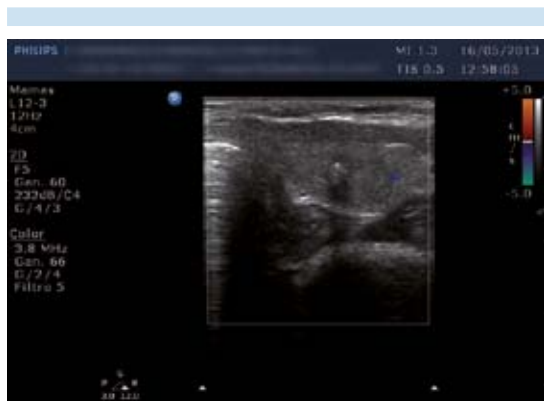 PHILIPS
MI 1.3 16/05/2013
TIS 0.5 12:58:03
Mamas
L12-3
12Hz
4cm
2D
F5
Gan. 60
232dB/C4
G/4/3
Color
3.8 MHz
Gan. 66
G/2/4
Filtro 5
+5.0
-5.0